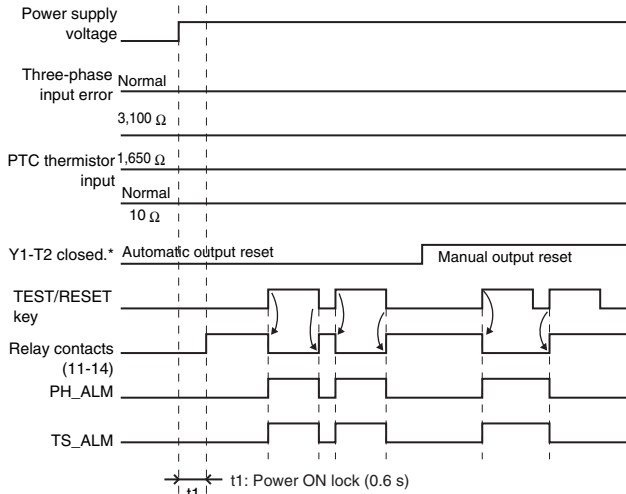 Power supply
voltage
Three-phase
input error
Normal
3,100 Ω
PTC thermistor
input
1,650 Ω
Normal
10 Ω
Y1-T2 closed.*
Automatic output reset
Manual output reset
TEST/RESET
key
Relay contacts
(11-14)
PH_ALM
TS_ALM
t1: Power ON lock (0.6 s)
t1